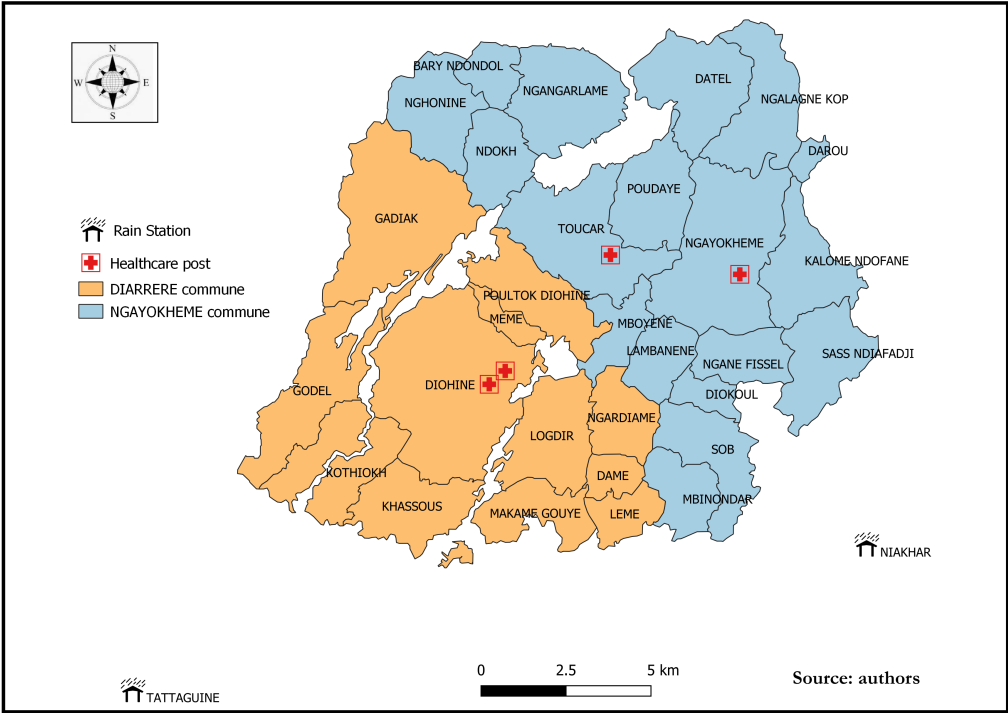 N
W
E
S
Rain Station
Healthcare post
DIARRERE commune
NGAYOKHEME commune
BARY NDONDOL
NGHONINE
NGANGARLAME
NDOKH
DATEL
NGALAGNE KOP
DAROU
POUDAYE
TOUCAR
NGAYOKHEME
KALOME NDOFANE
GADIAK
POULTOK DIOHINE
MEME
MBOYENE
LAMBANENE
NGANE FISSEL
SASS NDIAFADJI
DIOHINE
GODEL
DIOKOUL
NGARDIAME
LOGDIR
SOB
KOTHIOKH
DAME
MBINONDAR
KHASSOUS
MAKAME GOUYE
LEME
NIAKHAR
TATTAGUINE
0 2.5 5 km
Source: authors